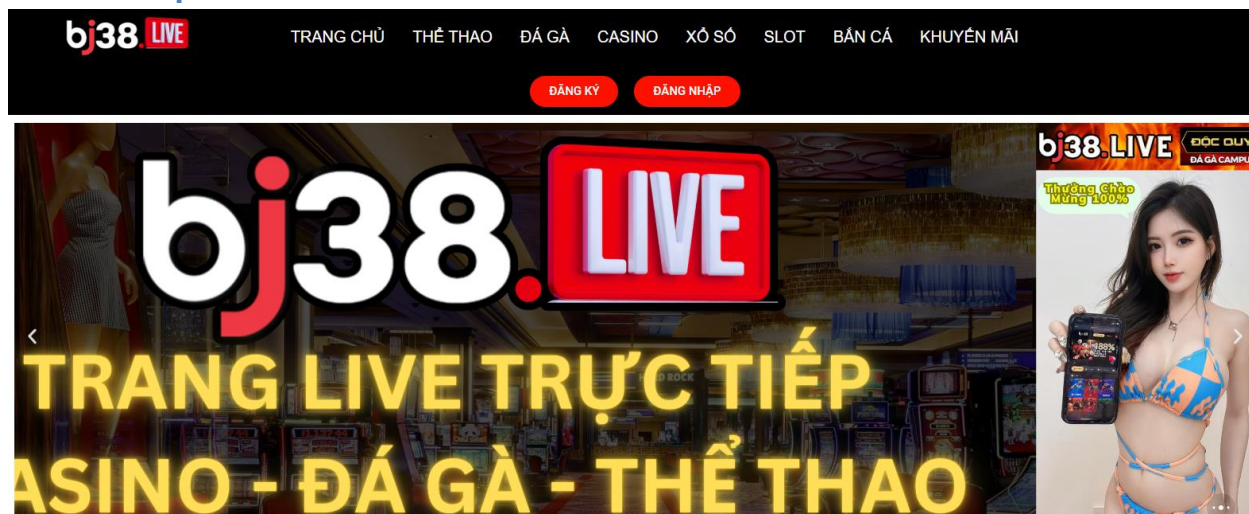 bj38.LIVE
TRANG CHỦ THỂ THAO ĐÁ GÀ CASINO XỔ SỐ SLOT BẮN CÁ KHUYẾN MÃI
ĐĂNG KÝ ĐĂNG NHẬP
bj38.LIVE
TRANG LIVE TRỰC TIẾP
ASINO - ĐÁ GÀ - THỂ THAO
HARD ROCK
bj38.LIVE
ĐỘC QUY
ĐÁ GÀ CAMPU
Thưởng Chào
Mừng 100%